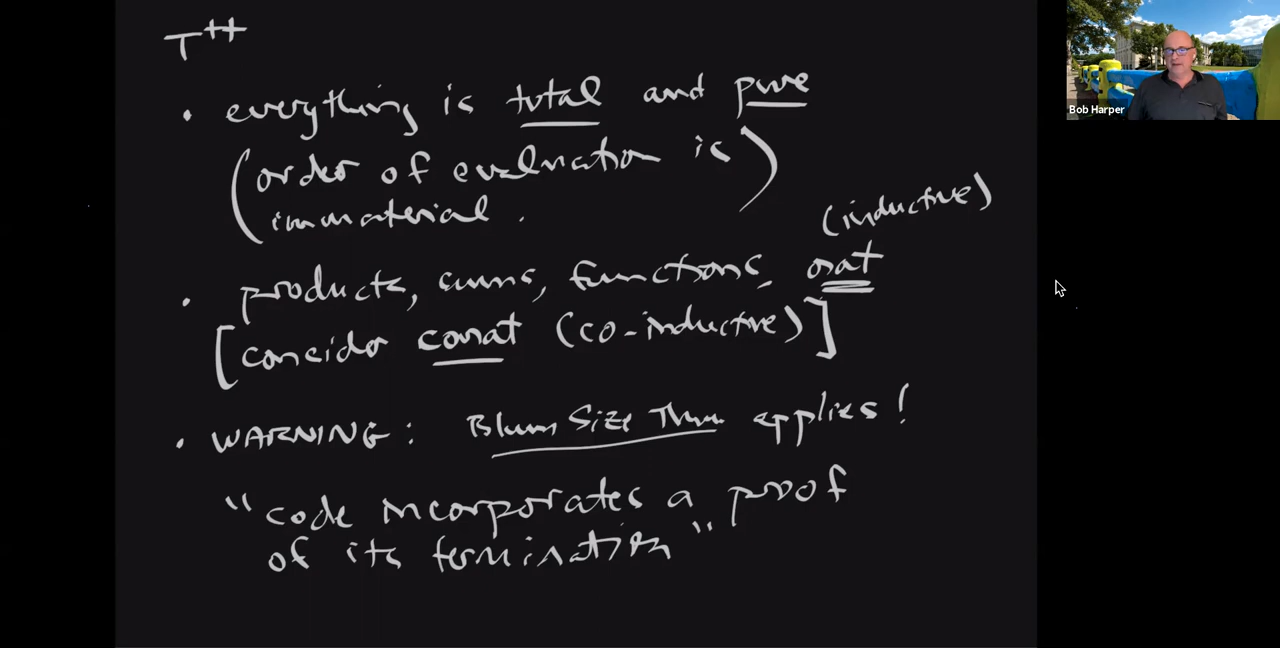 T++
• everything is total and pure
(order of evaluation is
immaterial.)
(inductive)
• products, sums, functions, nat
[consider conat (co-inductive)]
• WARNING: Blum Size Thm applies!
"code incorporates a proof
of its termination"
Bob Harper